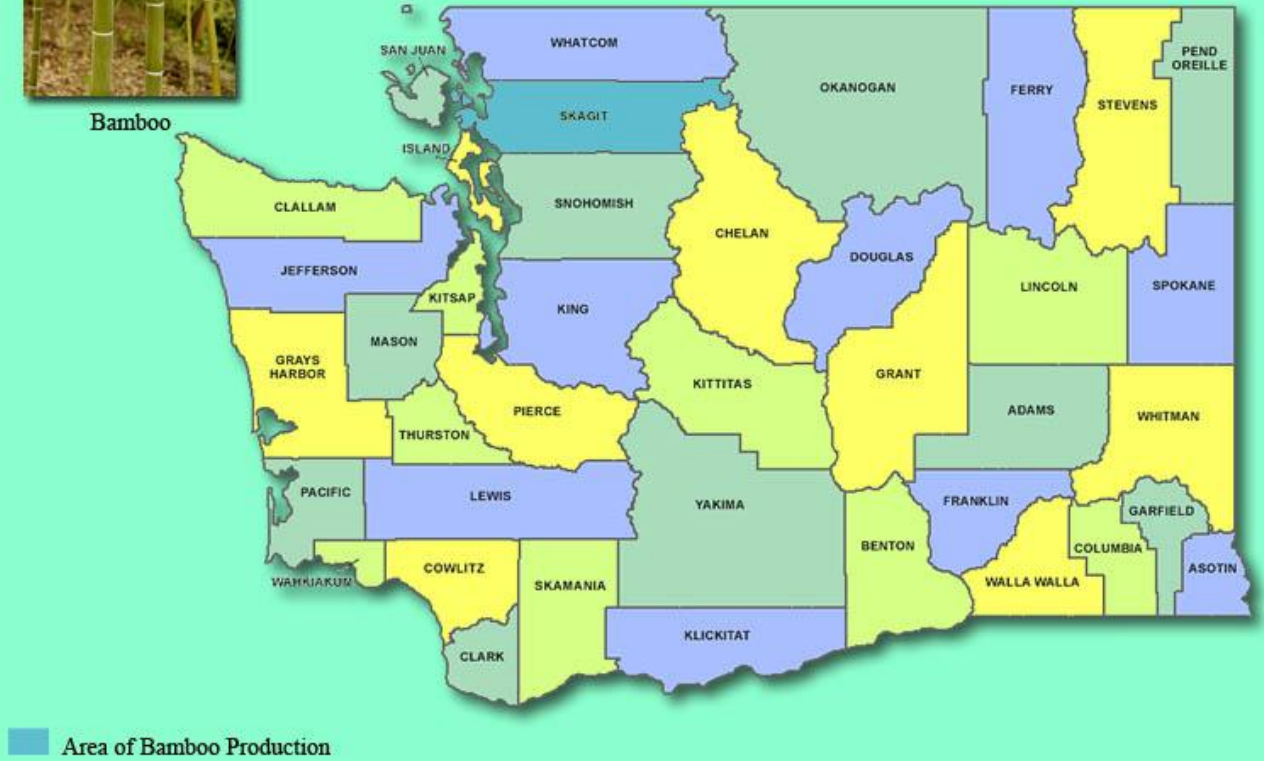 Bamboo
SAN JUAN
WHATCOM
SKAGIT
ISLAND
SNOHOMISH
OKANOGAN
FERRY
STEVENS
PEND
OREILLE
CLALLAM
JEFFERSON
KITSAP
KING
CHELAN
DOUGLAS
LINCOLN
SPOKANE
GRAYS
HARBOR
MASON
THURSTON
PIERCE
KITTITAS
GRANT
ADAMS
WHITMAN
PACIFIC
LEWIS
YAKIMA
BENTON
FRANKLIN
WALLA WALLA
COLUMBIA
GARFIELD
ASOTIN
WAHKIAKUM
COWLITZ
SKAMANIA
CLARK
KLICKITAT
Area of Bamboo Production